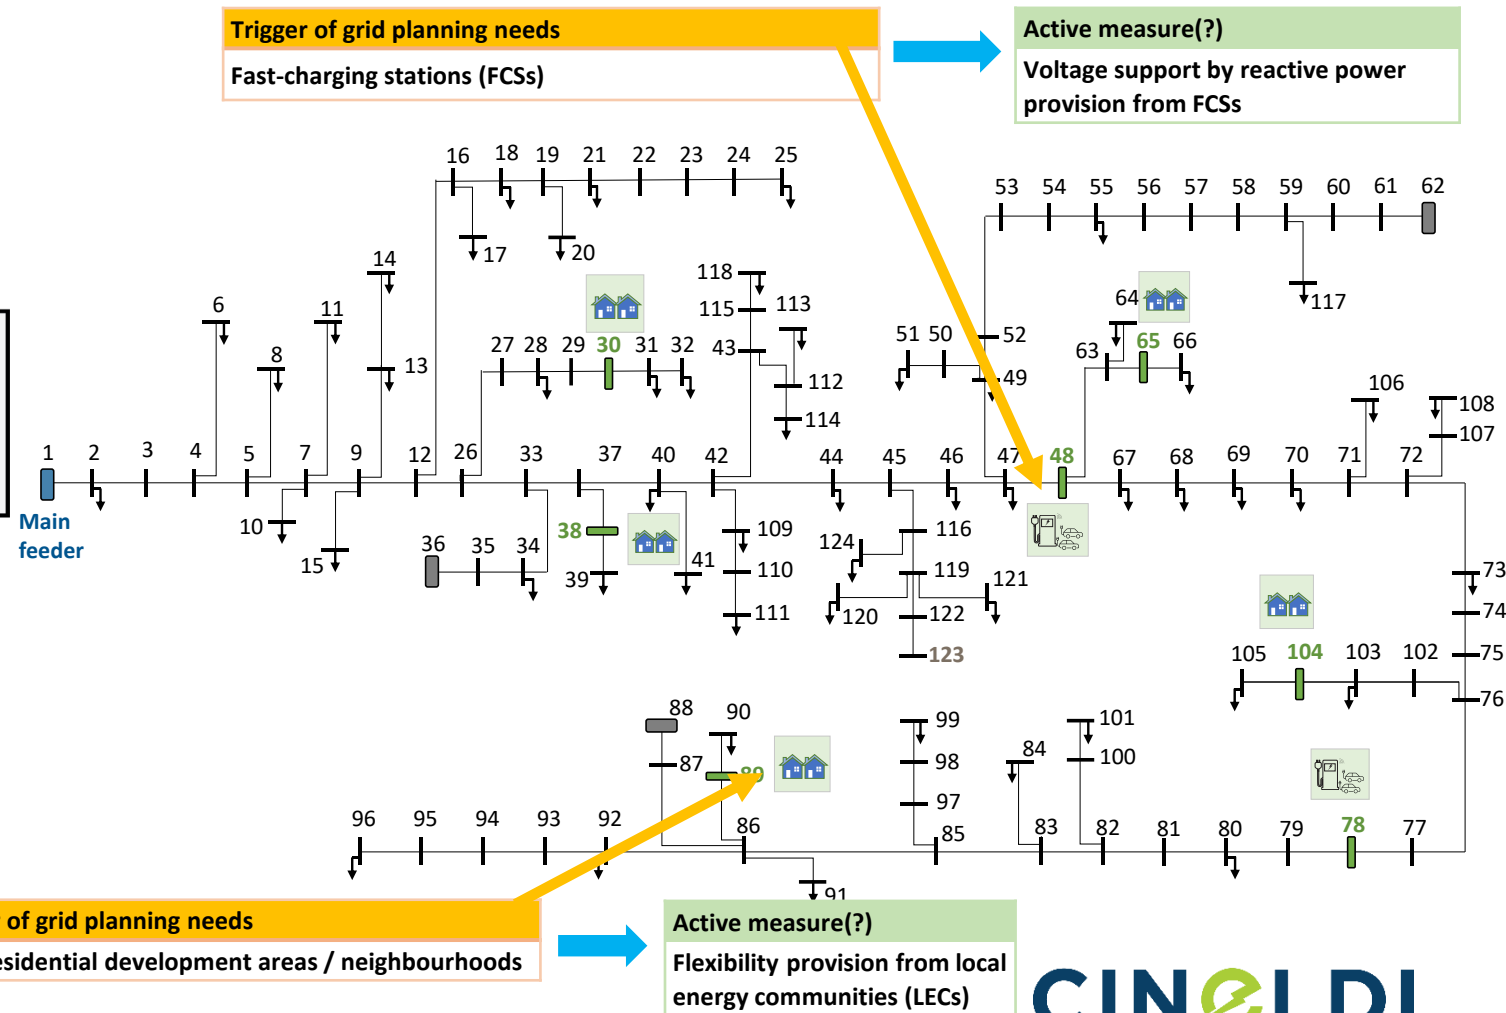 Trigger of grid planning needs
Fast-charging stations (FCSs)
Active measure(?)
Voltage support by reactive power
provision from FCSs
16 18 19 21 22 23 24 25
53 54 55 56 57 58 59 60 61 62
17 20
14
118
115 113
64
117
6 11
8 13
27 28 29 30 31 32
43
112
114
51 50 52
49
63 65 66
106
108
107
1 2 3 4 5 7 9 12 26 33 37 40 42 44 45 46 47 48 67 68 69 70 71 72
Main
feeder
10
15
36 35 34
38
39
41
109
110
111
116
124
119
121
120
122
123
73
74
75
76
105 104 103 102
88
90
87
89
99
98
97
84
101
100
96 95 94 93 92 86 85 83 82 81 80 79 78 77
91
of grid planning needs
residential development areas / neighbourhoods
Active measure(?)
Flexibility provision from local
energy communities (LECs)
CINELDI